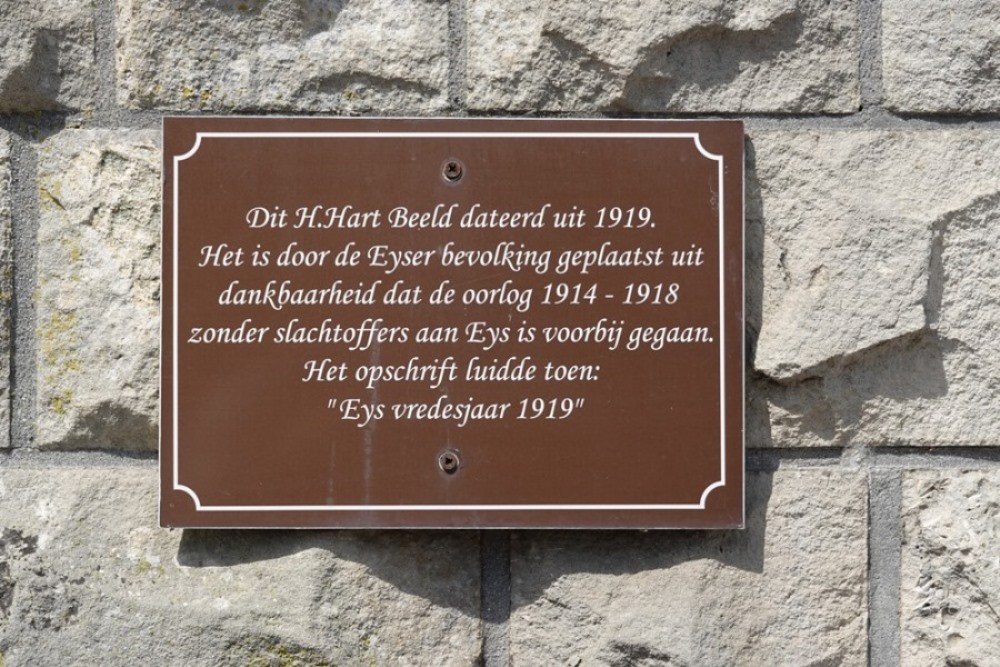 Dit H.Hart Beeld dateerd uit 1919.
Het is door de Eyser bevolking geplaatst uit
dankbaarheid dat de oorlog 1914 - 1918
zonder slachtoffers aan Eys is voorbij gegaan.
Het opschrift luidde toen:
"Eys vredesjaar 1919"